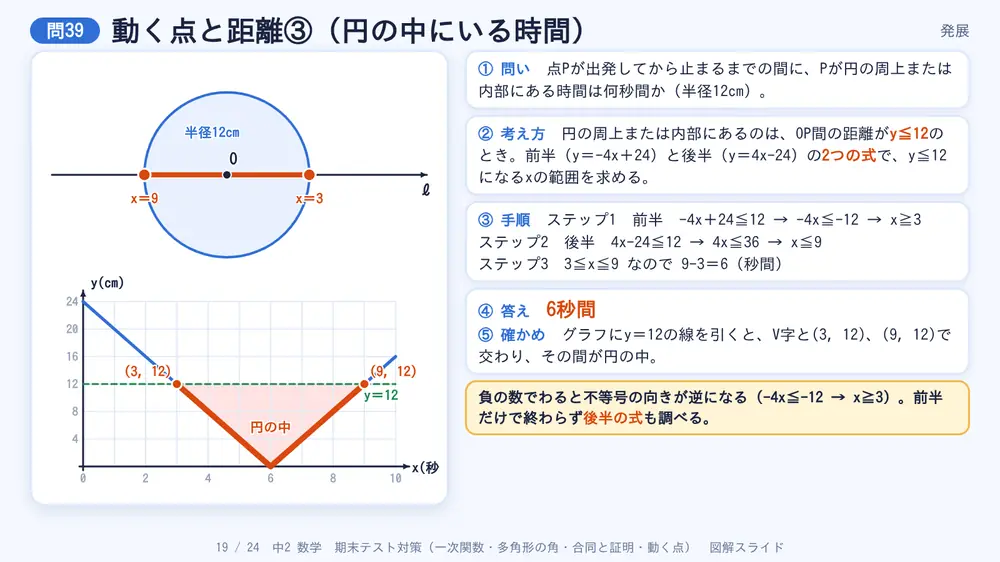 問39 動く点と距離③（円の中にいる時間）
発展
半径12cm
O
x＝9
x＝3
ℓ
y(cm)
24
20
16
12
8
4
(3, 12)
(9, 12)
y＝12
円の中
0
2
4
6
8
10
x(秒
① 問い　点Pが出発してから止まるまでの間に、Pが円の周上または
内部にある時間は何秒間か（半径12cm）。
② 考え方　円の周上または内部にあるのは、OP間の距離がy≦12の
とき。前半（y＝-4x＋24）と後半（y＝4x-24）の2つの式で、y≦12
になるxの範囲を求める。
③ 手順　ステップ1　前半　-4x＋24≦12 → -4x≦-12 → x≧3
ステップ2　後半　4x-24≦12 → 4x≦36 → x≦9
ステップ3　3≦x≦9 なので 9-3＝6（秒間）
④ 答え　6秒間
⑤ 確かめ　グラフにy＝12の線を引くと、V字と(3, 12)、(9, 12)で
交わり、その間が円の中。
負の数でわると不等号の向きが逆になる（-4x≦-12 → x≧3）。前半
だけで終わらず後半の式も調べる。
19 / 24　中2 数学　期末テスト対策（一次関数・多角形の角・合同と証明・動く点）　図解スライド